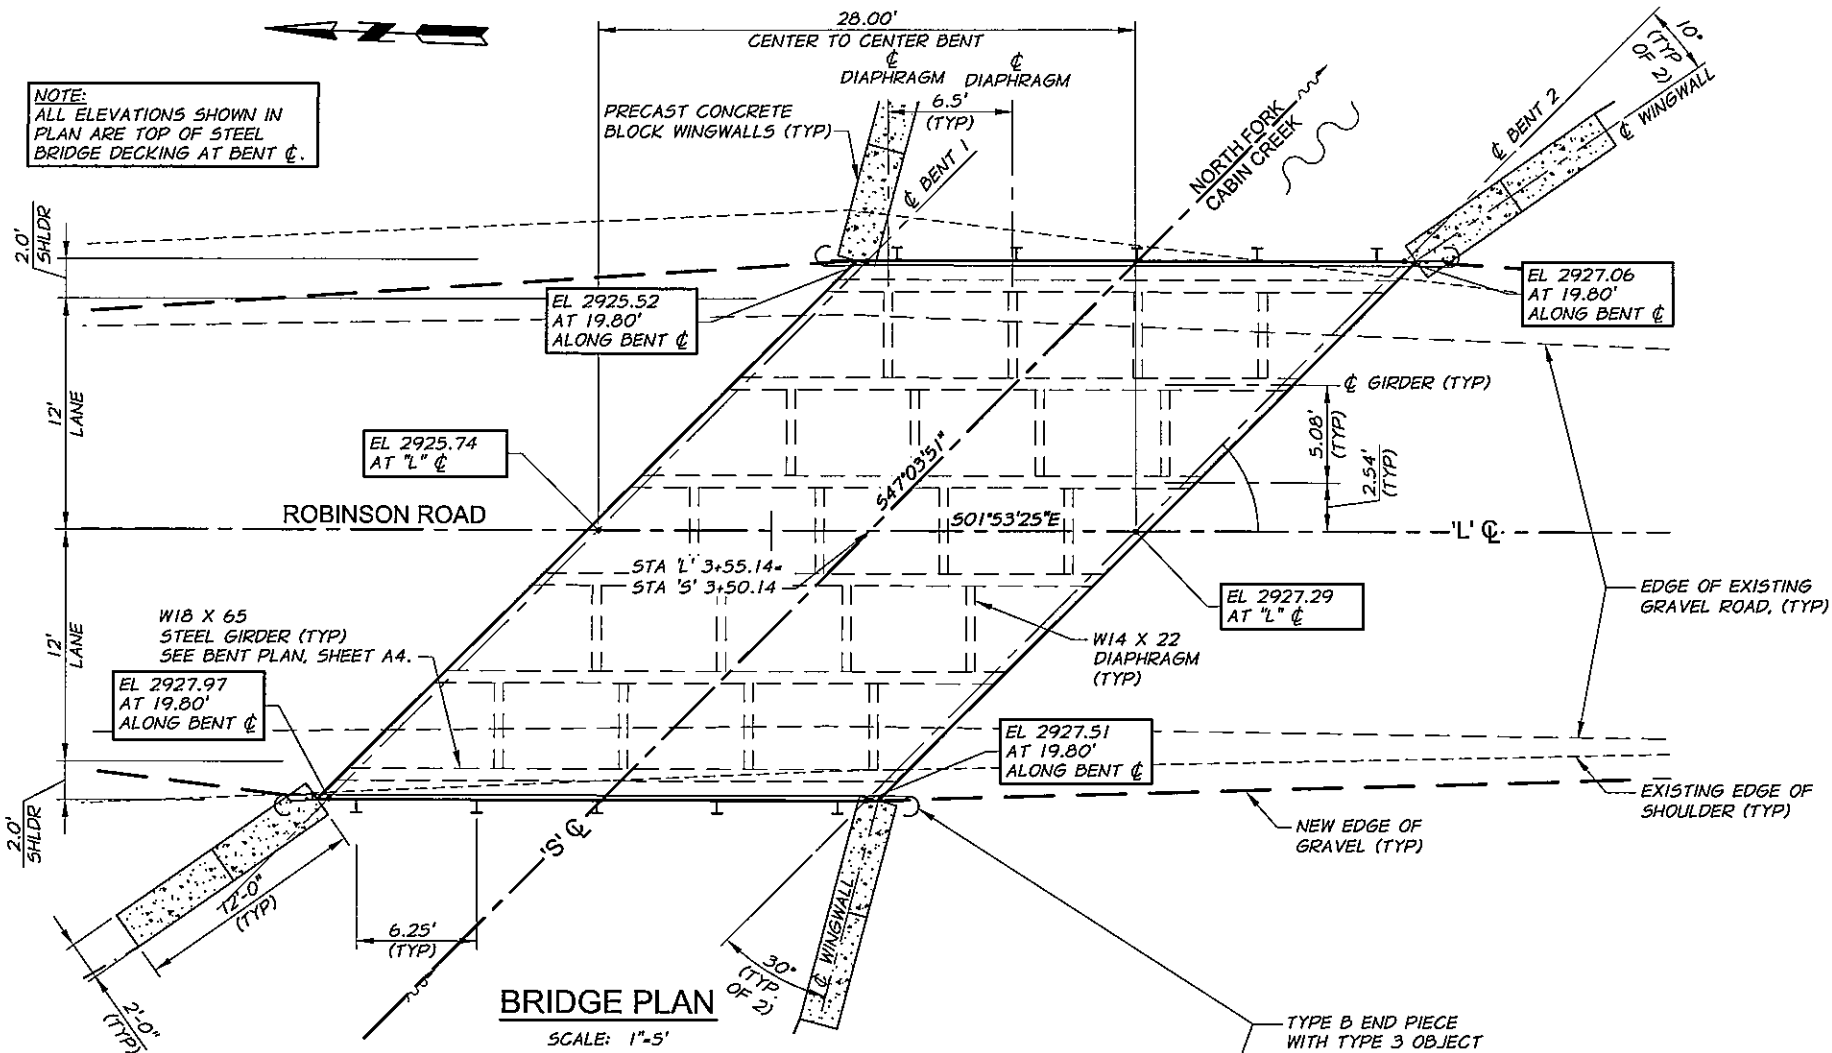 28.00'
CENTER TO CENTER BENT
℄
DIAPHRAGM
℄
DIAPHRAGM
6.5'
(TYP)
10°
(TYP
OF 2)
℄ WINGWALL
NOTE:
ALL ELEVATIONS SHOWN IN
PLAN ARE TOP OF STEEL
BRIDGE DECKING AT BENT ℄.
PRECAST CONCRETE
BLOCK WINGWALLS (TYP)
℄ BENT 1
NORTH FORK
CABIN CREEK
℄ BENT 2
2.0'
SHLDR
EL 2925.52
AT 19.80'
ALONG BENT ℄
EL 2927.06
AT 19.80'
ALONG BENT ℄
12'
LANE
℄ GIRDER (TYP)
5.08'
(TYP)
2.54'
(TYP)
EL 2925.74
AT "L" ℄
S47°03'51"
ROBINSON ROAD
S01°53'25"E
'L' ℄
STA 'L' 3+55.14=
STA 'S' 3+50.14
EL 2927.29
AT "L" ℄
EDGE OF EXISTING
GRAVEL ROAD, (TYP)
12'
LANE
W18 X 65
STEEL GIRDER (TYP)
SEE BENT PLAN, SHEET A4.
W14 X 22
DIAPHRAGM
(TYP)
EL 2927.97
AT 19.80'
ALONG BENT ℄
EL 2927.51
AT 19.80'
ALONG BENT ℄
EXISTING EDGE OF
SHOULDER (TYP)
2.0'
SHLDR
NEW EDGE OF
GRAVEL (TYP)
'S' ℄
12'-0"
(TYP)
6.25'
(TYP)
℄ WINGWALL
30°
(TYP
OF 2)
2'-0"
(TYP)
BRIDGE PLAN
SCALE: 1"=5'
TYPE B END PIECE
WITH TYPE 3 OBJECT